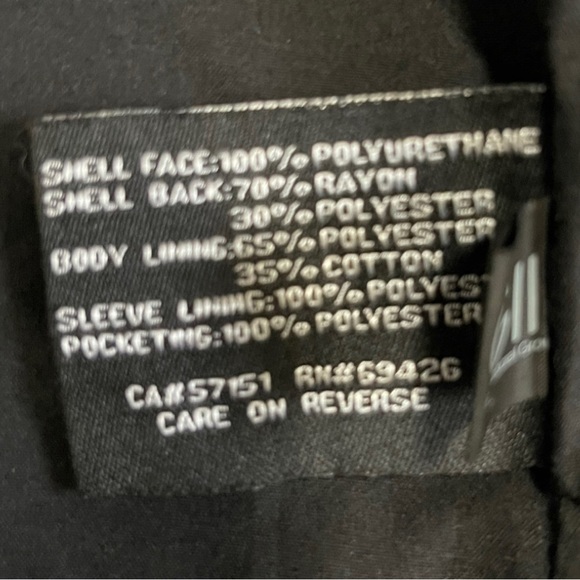 SHELL FACE:100% POLYURETHANE
SHELL BACK:70% RAYON
30% POLYESTER
BODY LINING:65% POLYESTER
35% COTTON
SLEEVE LINING:100% POLYEST
POCKETING:100% POLYESTER
CA#57151 RN#69426
CARE ON REVERSE